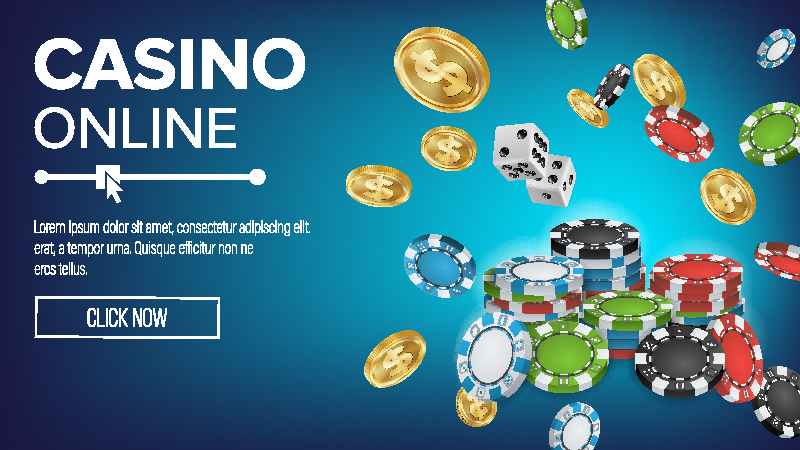 CASINO
ONLINE
Lorem ipsum dolor sit amet, consectetur adipiscing elit.
erat, a tempor urna. Quisque efficitur non ne
eros tellus.
CLICK NOW